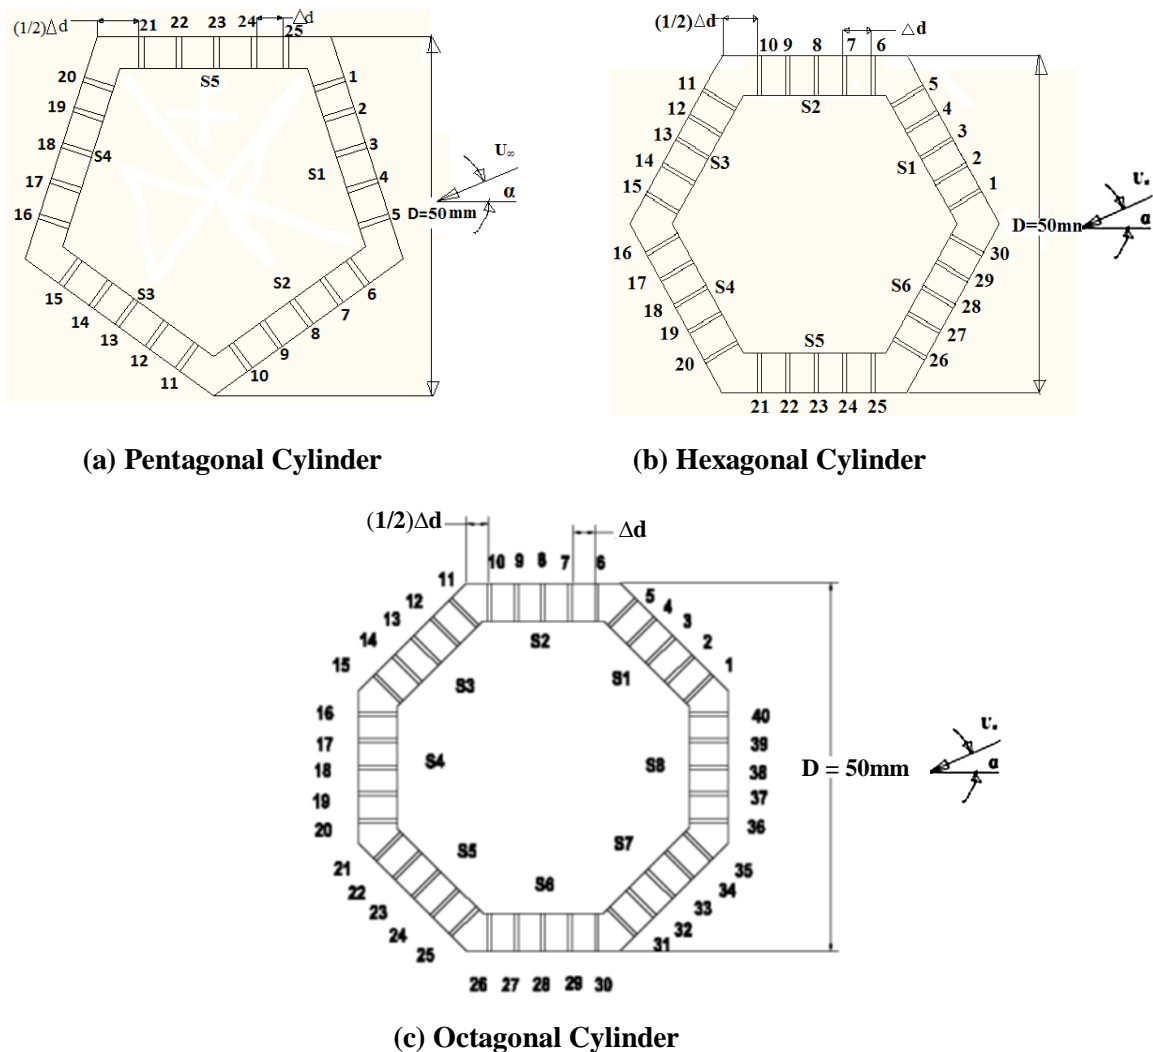 (1/2)Δd 21 22 23 24 Δd 25
20 1
19 S5 2
18 S4 3
17 S1 4 U∞
16 5 D=50mm α
15 S3 S2 6
14 7
13 8
12 9
11 10
(a) Pentagonal Cylinder
(1/2)Δd Δd
10 9 8 7 6
11 5
12 S2 4
13 3
14 S3 S1 2
15 1 U∞
D=50mm α
16 30
17 S4 S6 29
18 28
19 S5 27
20 26
21 22 23 24 25
(b) Hexagonal Cylinder
(1/2)Δd Δd
11 10 9 8 7 6
12 5
13 4
14 S2 3
15 S3 S1 2
1
16 40
17 39 U∞
18 S4 S8 38 D = 50mm α
19 37
20 36
21 S5 S7 35
22 S6 34
23 33
24 32
25 31
26 27 28 29 30
(c) Octagonal Cylinder